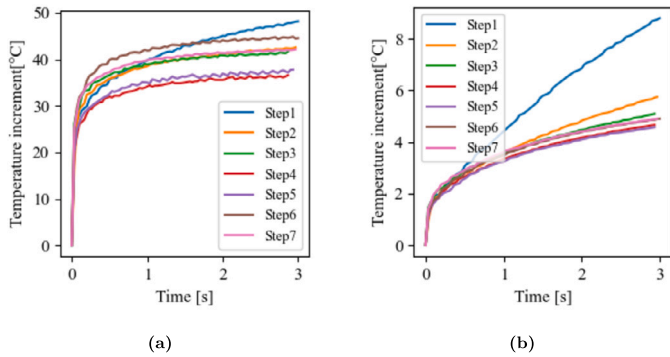 50
40
30
20
10
0
Temperature increment[°C]
Step1
Step2
Step3
Step4
Step5
Step6
Step7
0
1
2
3
Time [s]
(a)
8
6
4
2
0
Temperature increment[°C]
Step1
Step2
Step3
Step4
Step5
Step6
Step7
0
1
2
3
Time [s]
(b)